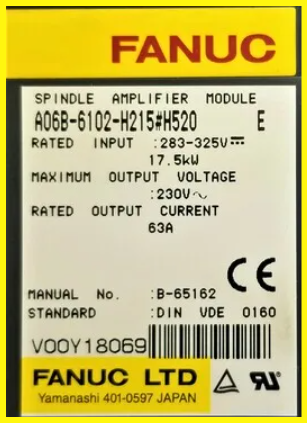 FANUC
SPINDLE AMPLIFIER MODULE
A06B-6102-H215#H520 E
RATED INPUT :283-325V⎓
17.5kW
MAXIMUM OUTPUT VOLTAGE
:230V~
RATED OUTPUT CURRENT
63A
CE
MANUAL No. :B-65162
STANDARD :DIN VDE 0160
V00Y18069
FANUC LTD
Yamanashi 401-0597 JAPAN